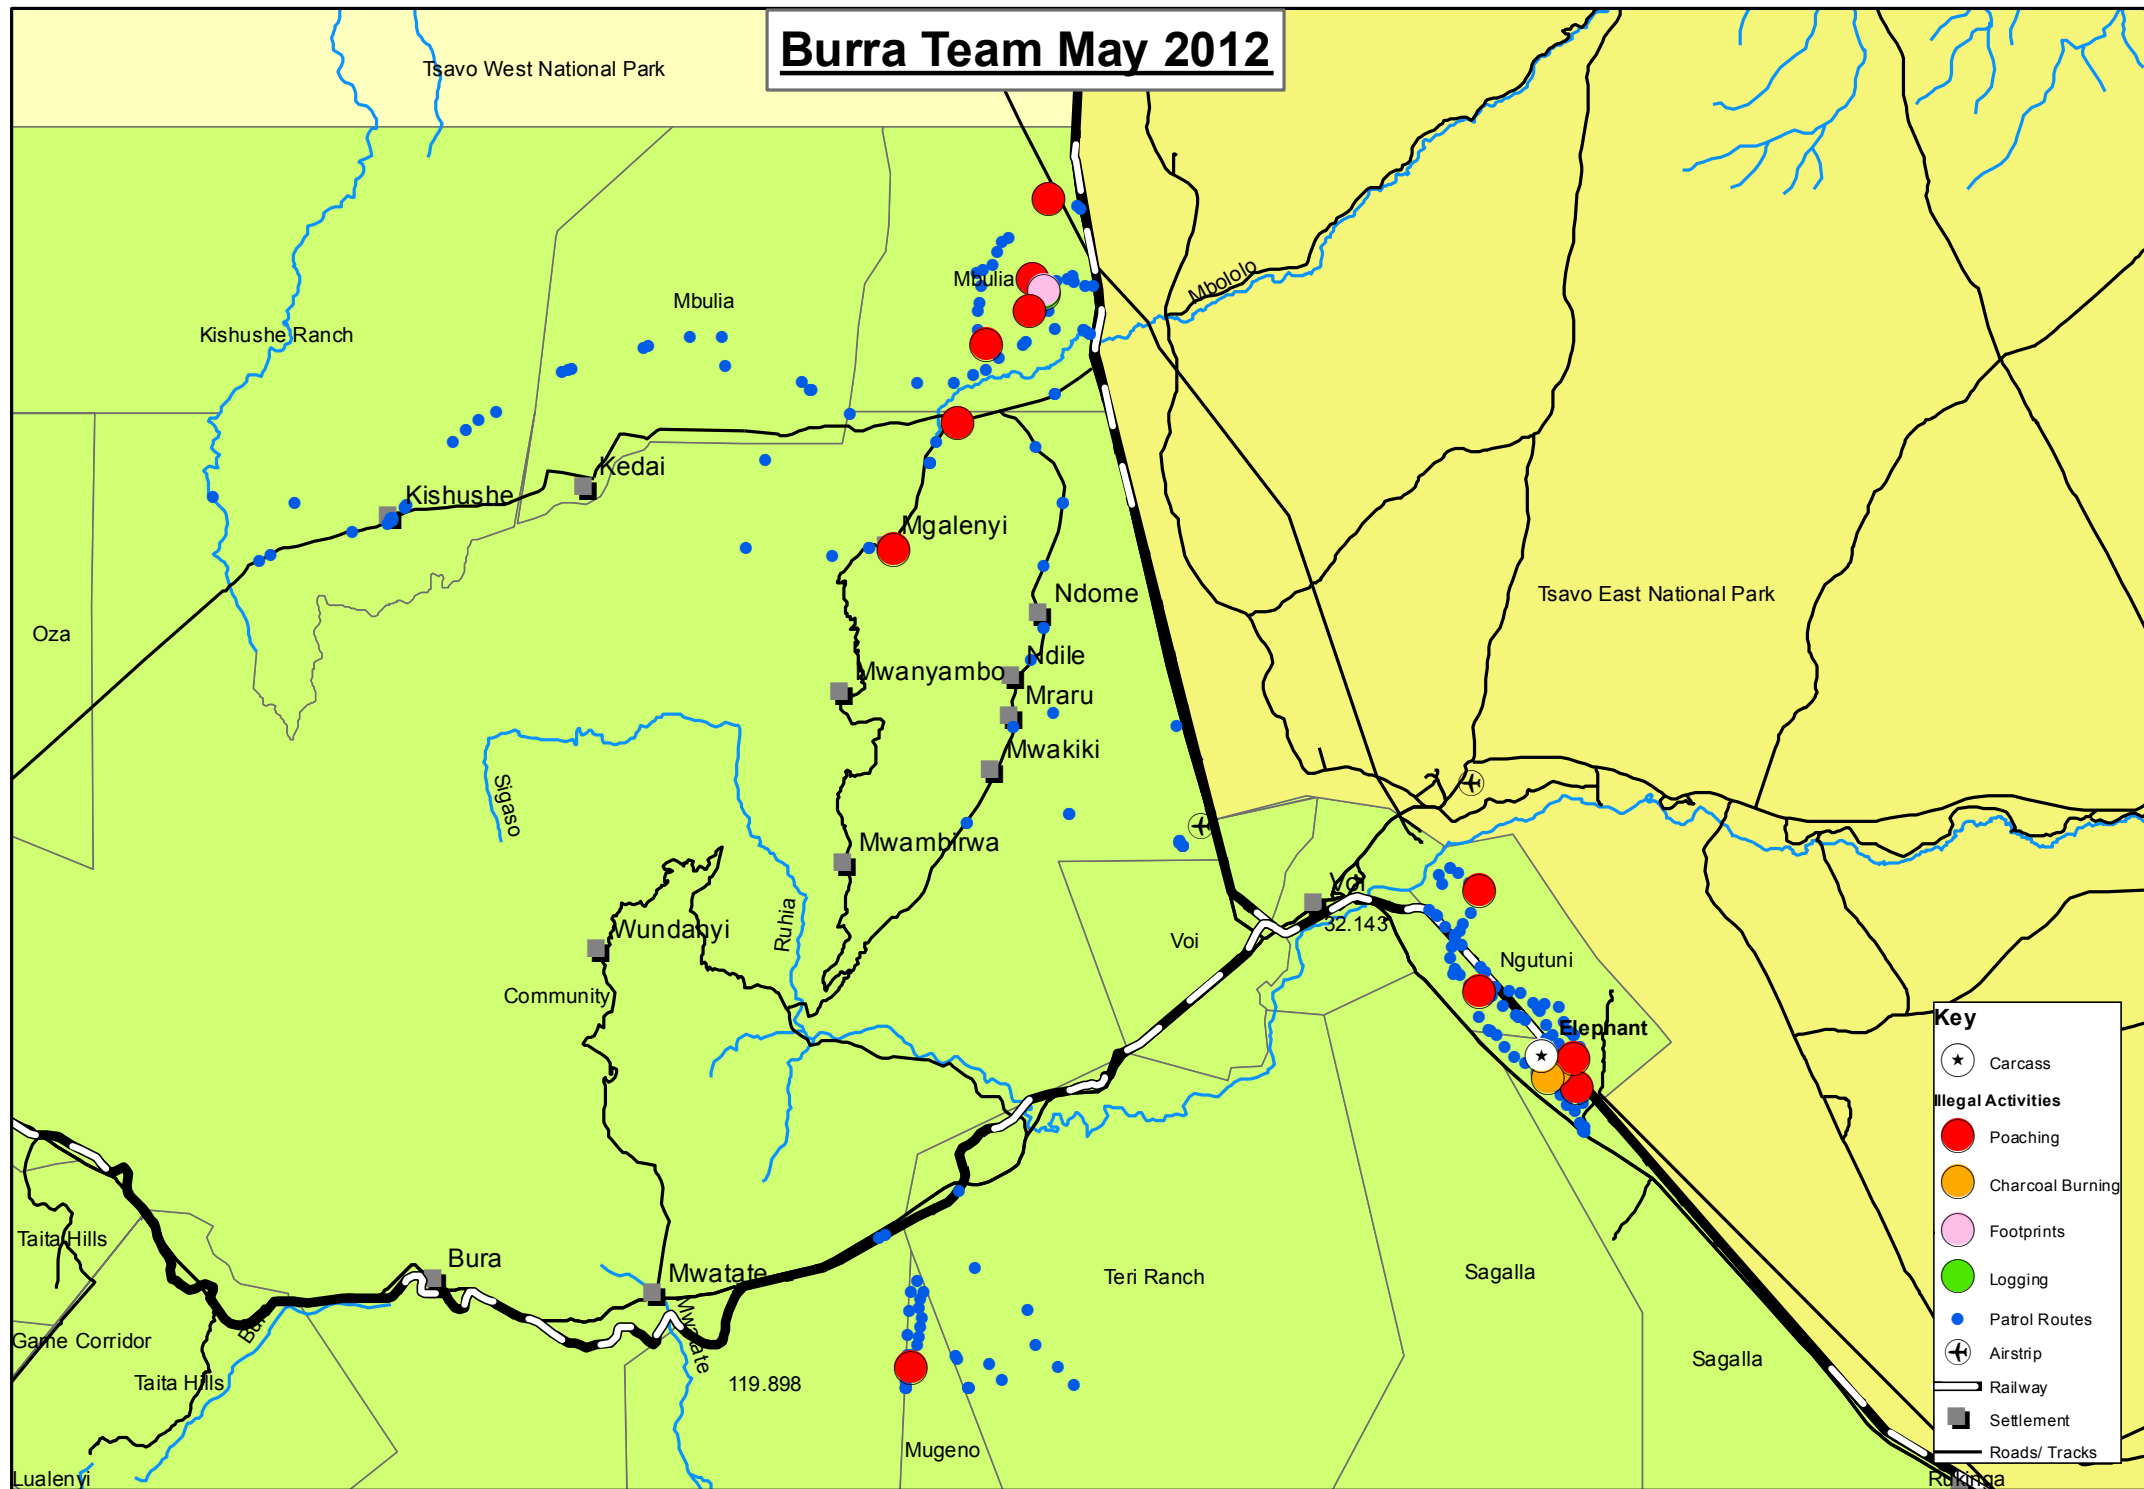 Burra Team May 2012
Tsavo West National Park
Mbololo
Mbulia
Mbulia
Kishushe Ranch
Kedai
Kishushe
Mgalenyi
Ndome
Tsavo East National Park
Oza
Ndile
Mwanyambo
Mraru
Mwakiki
Sigaso
Mwambirwa
Voi
32.143
Ruhia
Wundanyi
Voi
Ngutuni
Community
Elephant
Key
Carcass
Illegal Activities
Poaching
Charcoal Burning
Footprints
Logging
Patrol Routes
Airstrip
Railway
Settlement
Roads/ Tracks
Taita Hills
Bura
Mwatate
Teri Ranch
Sagalla
Game Corridor
Mwatate
Sagalla
Taita Hills
119.898
Mugeno
Lualenyi
Rukinga